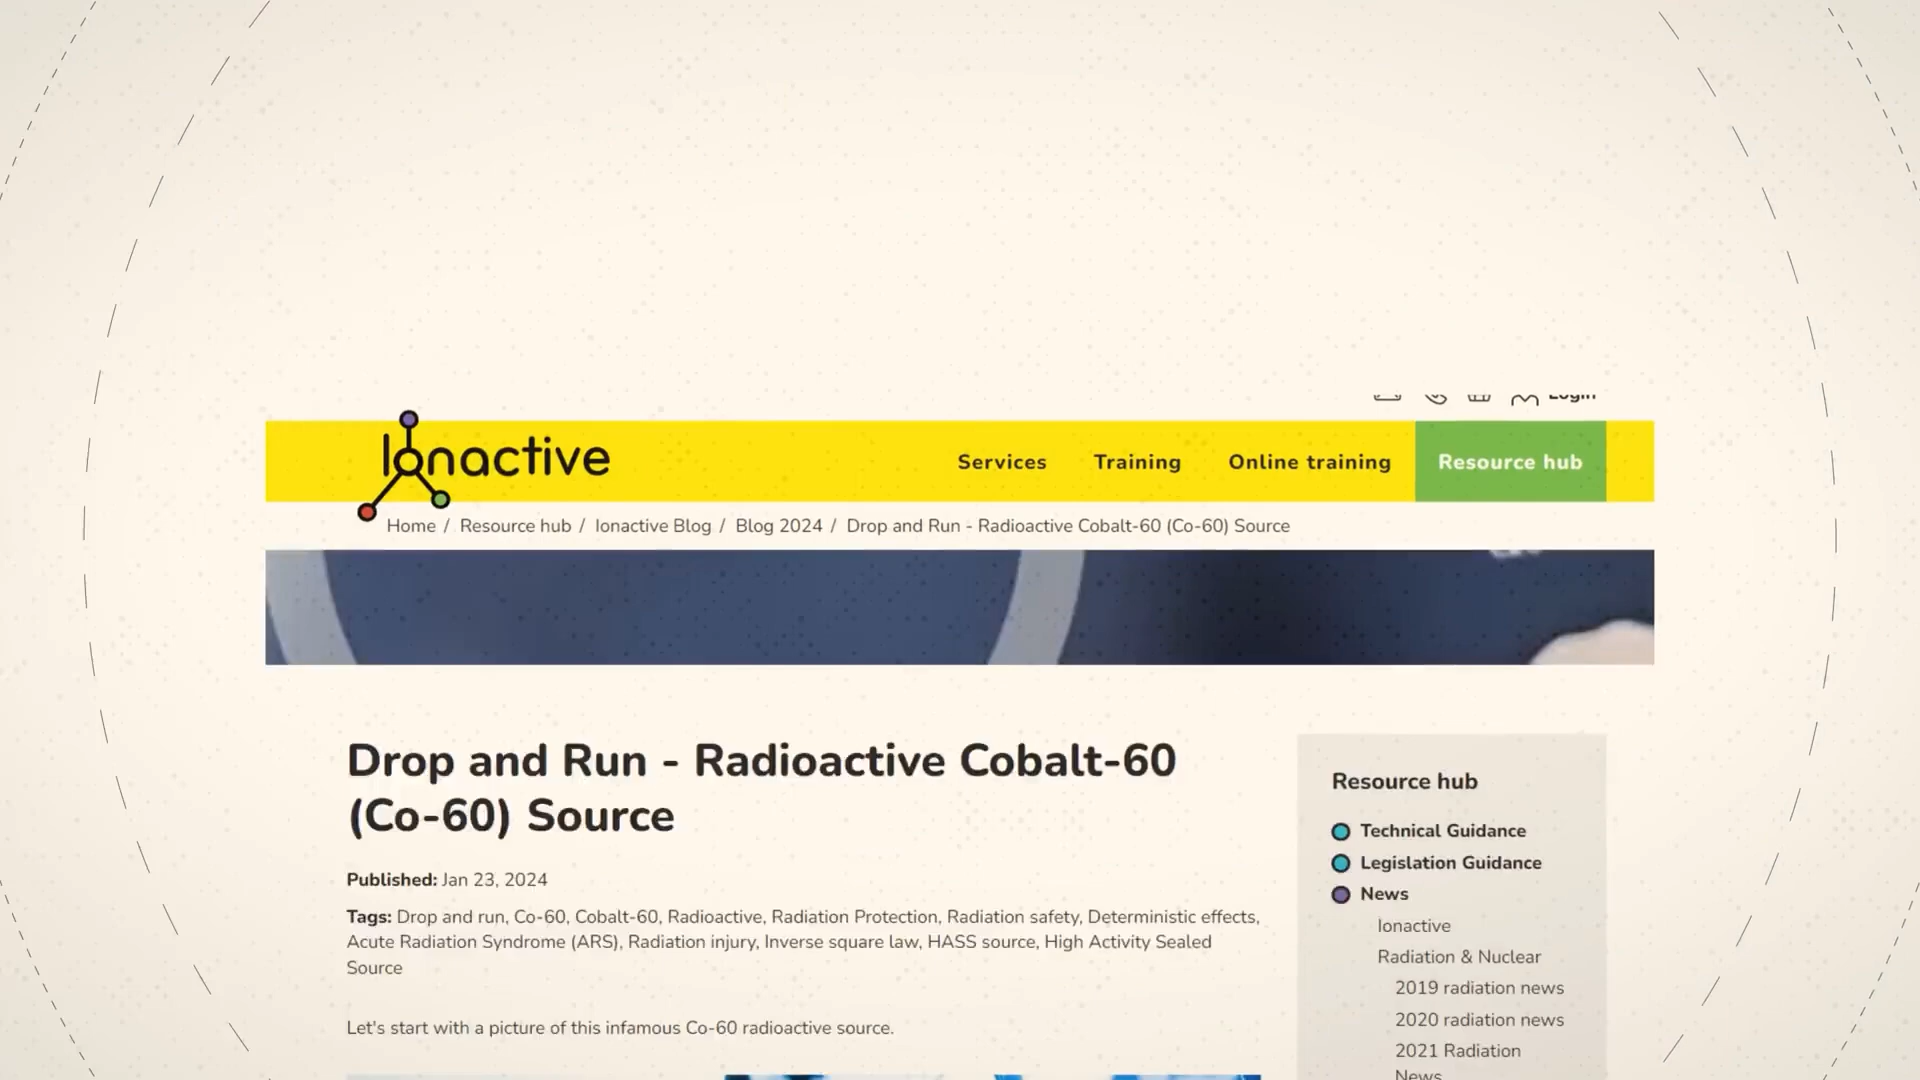 Login
Ionactive
Services Training Online training Resource hub
Home / Resource hub / Ionactive Blog / Blog 2024 / Drop and Run - Radioactive Cobalt-60 (Co-60) Source
Drop and Run - Radioactive Cobalt-60
(Co-60) Source
Published: Jan 23, 2024
Tags: Drop and run, Co-60, Cobalt-60, Radioactive, Radiation Protection, Radiation safety, Deterministic effects,
Acute Radiation Syndrome (ARS), Radiation injury, Inverse square law, HASS source, High Activity Sealed
Source
Let's start with a picture of this infamous Co-60 radioactive source.
Resource hub
Technical Guidance
Legislation Guidance
News
Ionactive
Radiation & Nuclear
2019 radiation news
2020 radiation news
2021 Radiation
News